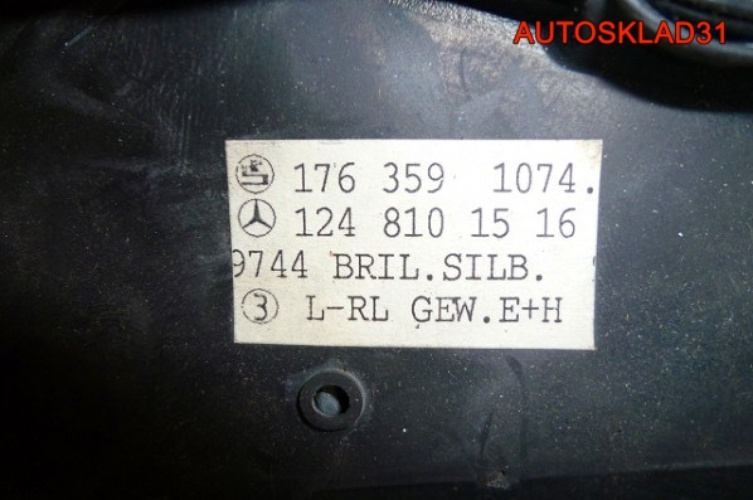 AUTOSKLAD31
176 359 1074.
124 810 15 16
9744 BRIL.SILB.
3 L-RL GEW.E+H